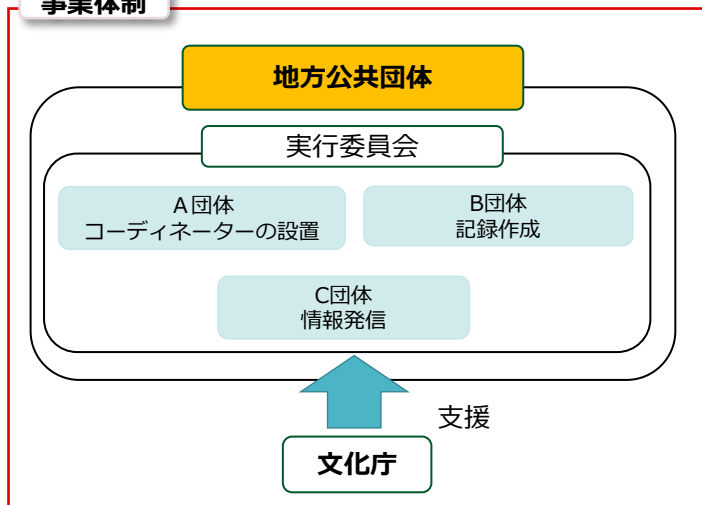 事業体制
地方公共団体
実行委員会
A団体
コーディネーターの設置
B団体
記録作成
C団体
情報発信
支援
文化庁